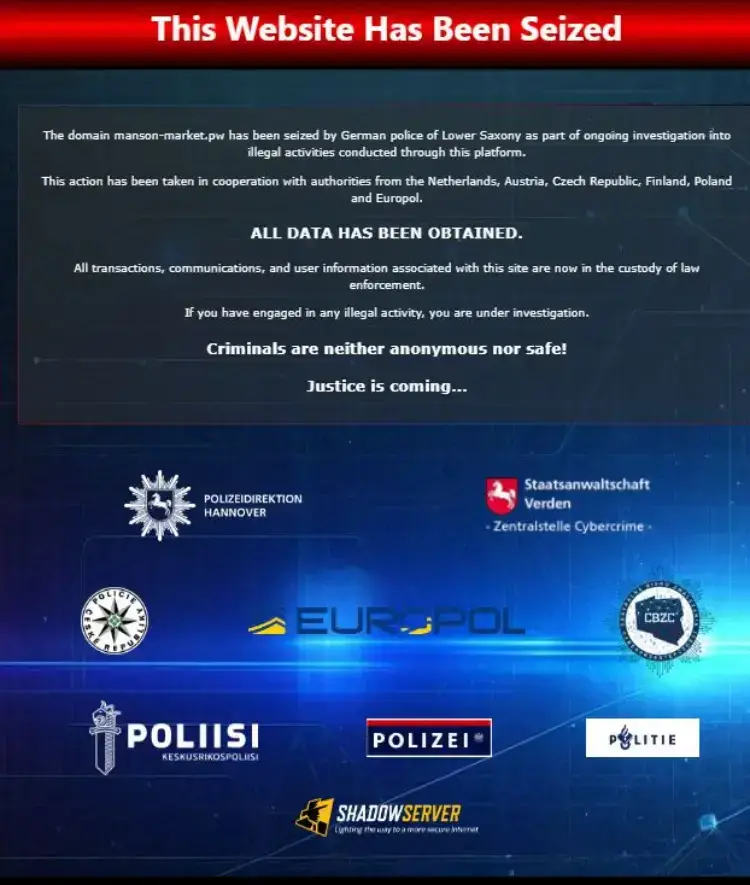 This Website Has Been Seized
The domain manson-market.pw has been seized by German police of Lower Saxony as part of ongoing investigation into
illegal activities conducted through this platform.
This action has been taken in cooperation with authorities from the Netherlands, Austria, Czech Republic, Finland, Poland
and Europol.
ALL DATA HAS BEEN OBTAINED.
All transactions, communications, and user information associated with this site are now in the custody of law
enforcement.
If you have engaged in any illegal activity, you are under investigation.
Criminals are neither anonymous nor safe!
Justice is coming...
POLIZEIDIREKTION
HANNOVER
Staatsanwaltschaft
Verden
- Zentralstelle Cybercrime -
POLICIE
ČESKÉ REPUBLIKY
EUROPOL
CBZC
POLIISI
KESKUSRIKOSPOLIISI
POLIZEI
POLITIE
SHADOWSERVER
Lighting the way to a more secure Internet